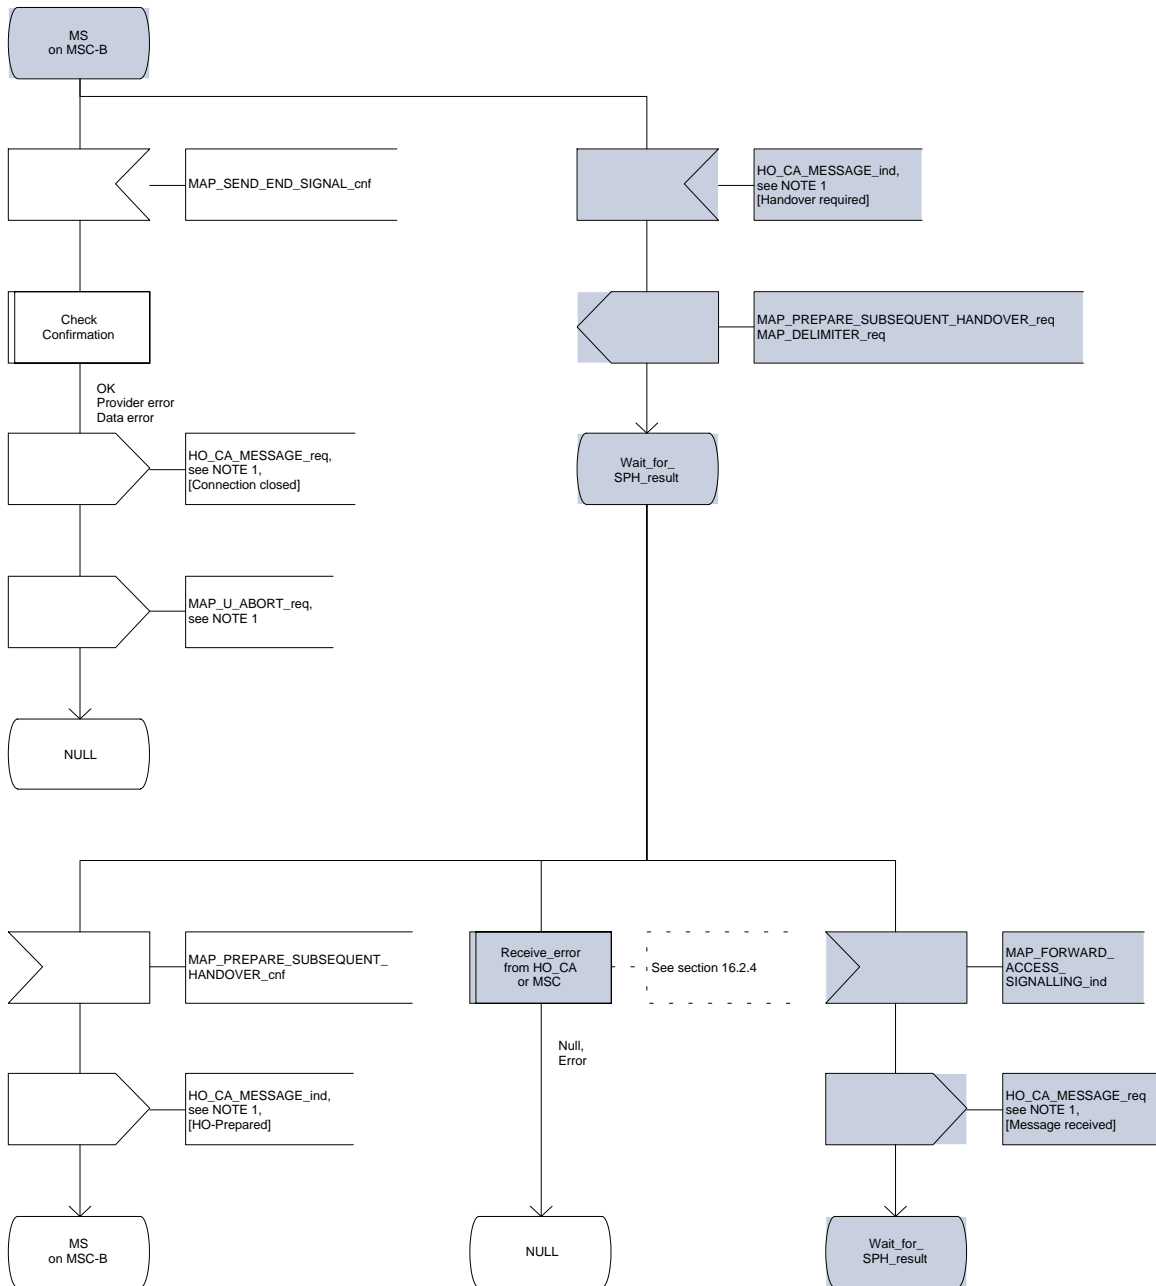 MS
on MSC-B
MAP_SEND_END_SIGNAL_cnf
HO_CA_MESSAGE_ind,
see NOTE 1
[Handover required]
Check
Confirmation
MAP_PREPARE_SUBSEQUENT_HANDOVER_req
MAP_DELIMITER_req
OK
Provider error
Data error
HO_CA_MESSAGE_req,
see NOTE 1,
[Connection closed]
Wait_for_
SPH_result
MAP_U_ABORT_req,
see NOTE 1
NULL
MAP_PREPARE_SUBSEQUENT_
HANDOVER_cnf
Receive_error
from HO_CA
or MSC
See section 16.2.4
MAP_FORWARD_
ACCESS_
SIGNALLING_ind
Null,
Error
HO_CA_MESSAGE_ind,
see NOTE 1,
[HO-Prepared]
HO_CA_MESSAGE_req
see NOTE 1,
[Message received]
MS
on MSC-B
NULL
Wait_for_
SPH_result